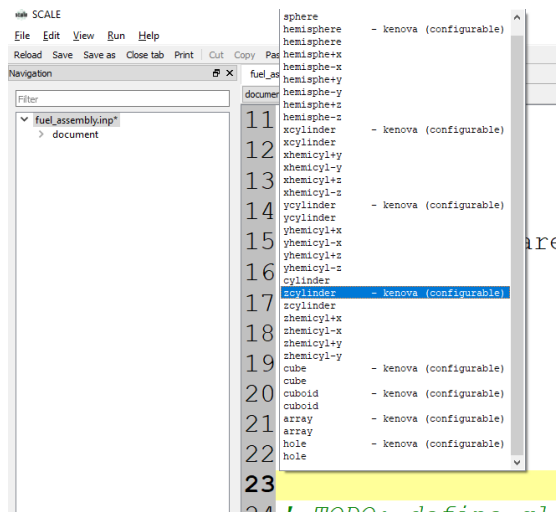 SCALE
File Edit View Run Help
Reload Save Save as Close tab Print Cut Copy Pas
Navigation
Filter
fuel_assembly.inp*
document
fuel_as
documen
11
12
13
14
15
16
17
18
19
20
21
22
23
sphere
hemisphere - kenova (configurable)
hemisphere
hemisphe+x
hemisphe-x
hemisphe+y
hemisphe-y
hemisphe+z
hemisphe-z
xcylinder - kenova (configurable)
xcylinder
xhemicyl+y
xhemicyl-y
xhemicyl+z
xhemicyl-z
ycylinder - kenova (configurable)
ycylinder
yhemicyl+x
yhemicyl-x
yhemicyl+z
yhemicyl-z
cylinder
zcylinder - kenova (configurable)
zcylinder
zhemicyl+x
zhemicyl-x
zhemicyl+y
zhemicyl-y
cube - kenova (configurable)
cube
cuboid - kenova (configurable)
cuboid
array - kenova (configurable)
array
hole - kenova (configurable)
hole
are
24 ' TODO: define pl